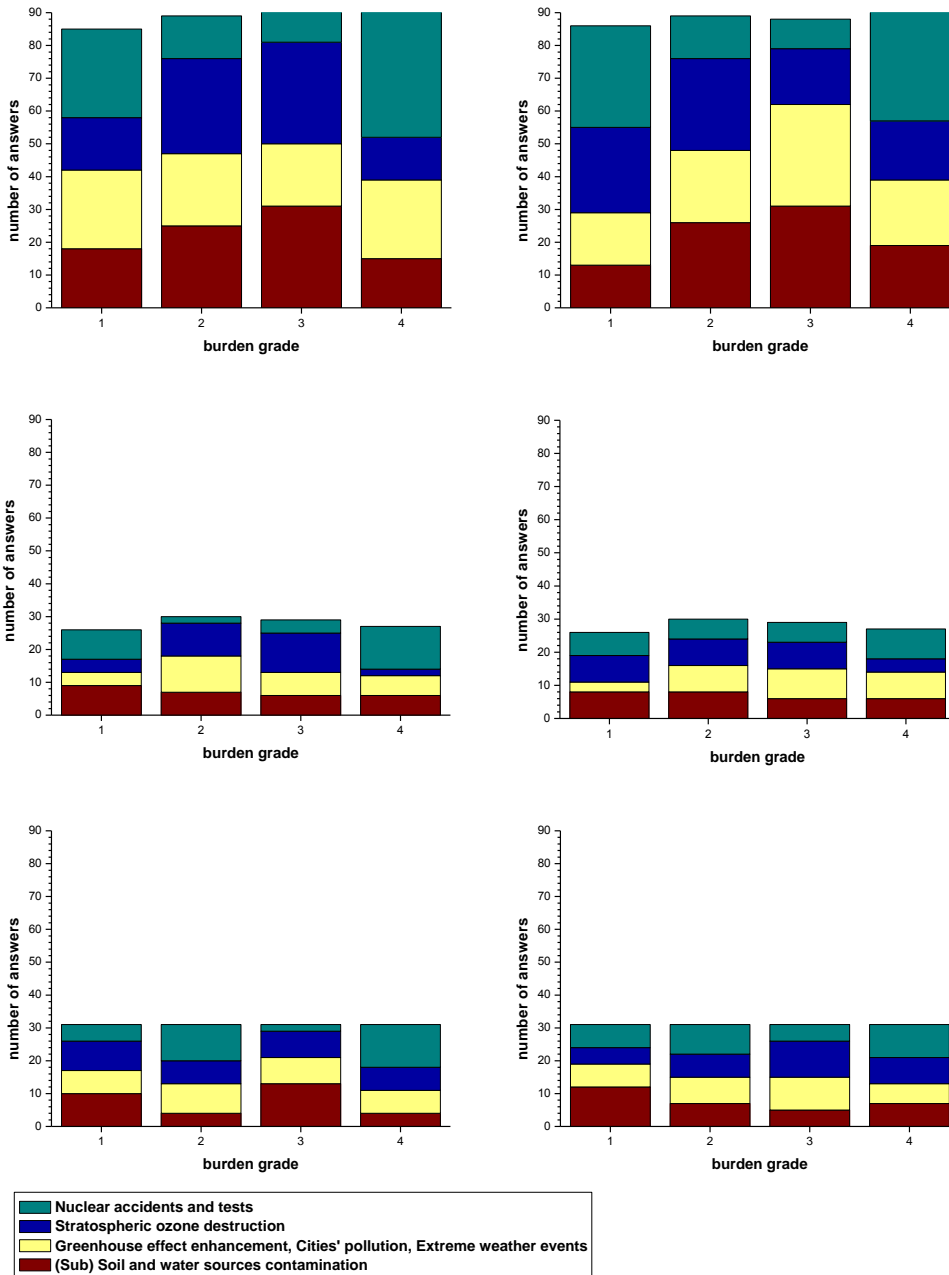 90
80
70
60
50
40
30
20
10
0
number of answers
1 2 3 4
burden grade
90
80
70
60
50
40
30
20
10
0
number of answers
1 2 3 4
burden grade
90
80
70
60
50
40
30
20
10
0
number of answers
1 2 3 4
burden grade
90
80
70
60
50
40
30
20
10
0
number of answers
1 2 3 4
burden grade
90
80
70
60
50
40
30
20
10
0
number of answers
1 2 3 4
burden grade
90
80
70
60
50
40
30
20
10
0
number of answers
1 2 3 4
burden grade
Nuclear accidents and tests
Stratospheric ozone destruction
Greenhouse effect enhancement, Cities' pollution, Extreme weather events
(Sub) Soil and water sources contamination